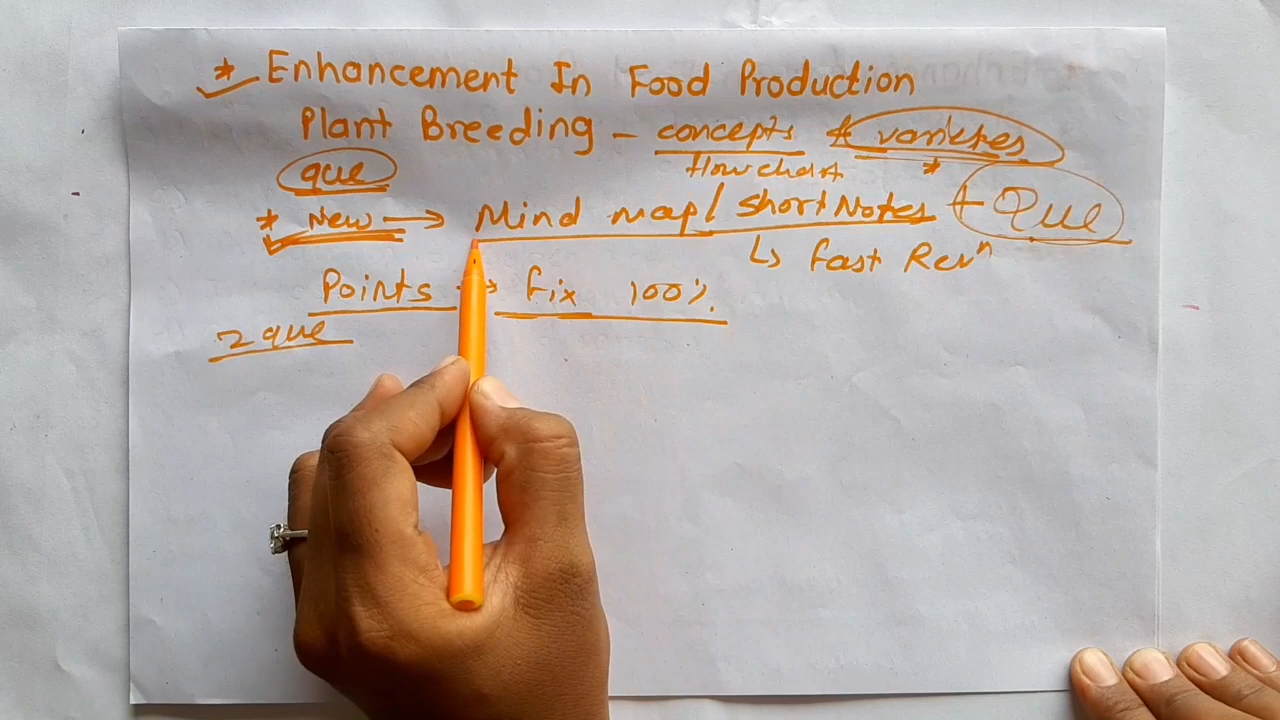 * Enhancement In Food Production
Plant Breeding - concepts * varieties
que flowchart *
* New → Mind map/ short Notes + Que
↳ fast Revn
Points → fix 100%
2 que